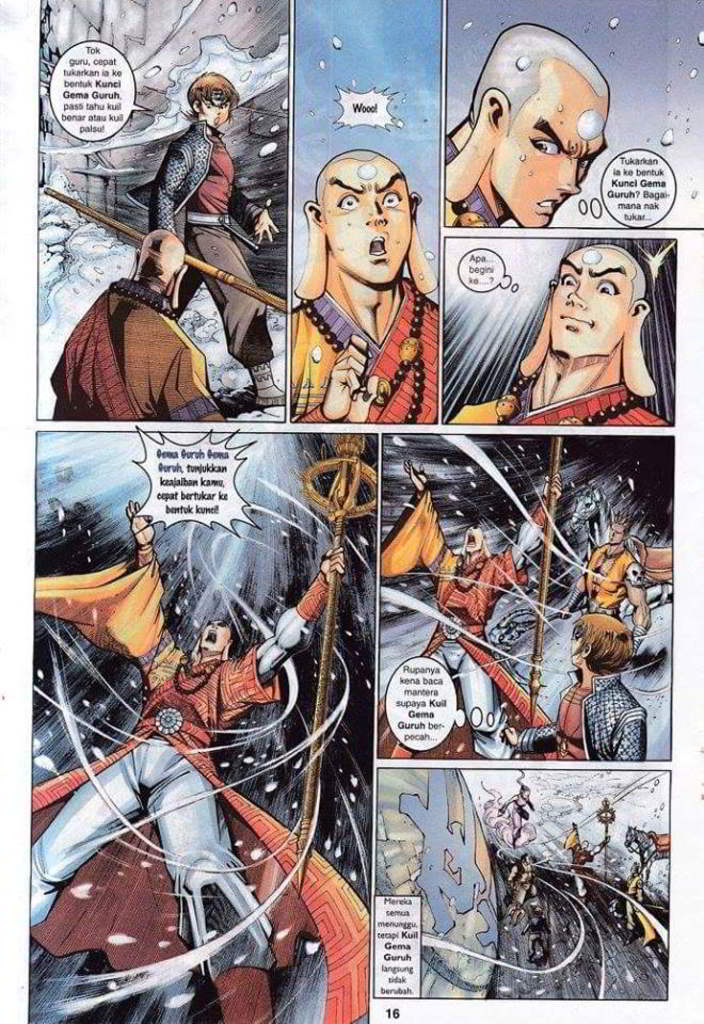 Tok
guru, cepat
tukarkan ia ke
bentuk Kunci
Gema Guruh,
pasti tahu kuil
benar atau kuil
palsu!
Wooo!
Tukarkan
ia ke bentuk
Kunci Gema
Guruh? Bagai-
mana nak
tukar...
Apa...
begini
ke....?
Gema Guruh Gema
Guruh, tunjukkan
keajaiban kamu,
cepat bertukar ke
bentuk kunci!
Rupanya
kena baca
mantera
supaya Kuil
Gema
Guruh ber-
pecah...
Mereka
semua
menunggu,
tetapi Kuil
Gema
Guruh
langsung
tidak
berubah.
16